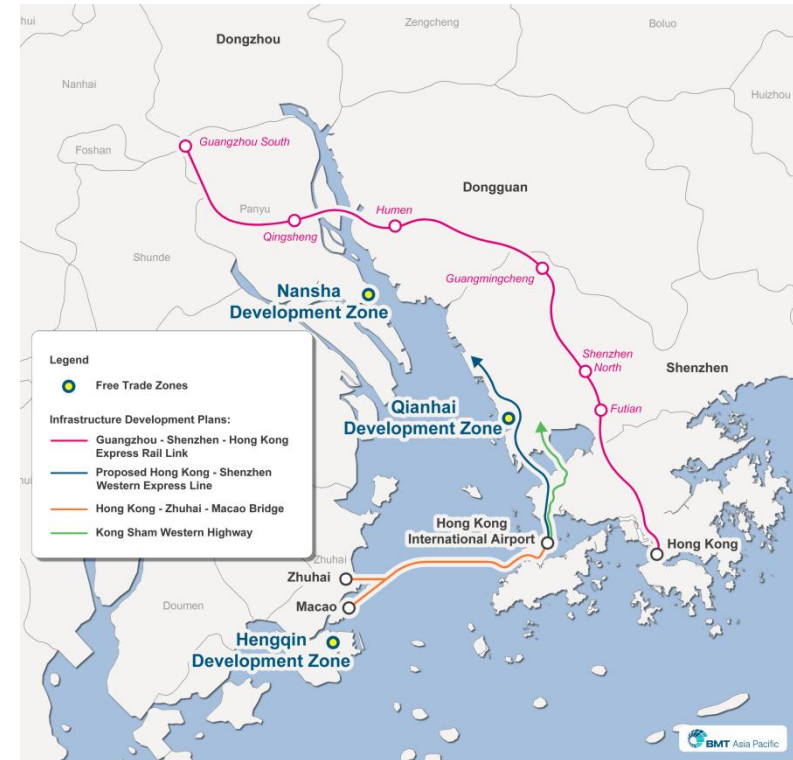 Dongzhou
Zengcheng
Boluo
Nanhai
Huizhou
Guangzhou South
Foshan
Dongguan
Panyu
Humen
Qingsheng
Shunde
Guangmingcheng
Nansha
Development Zone
Shenzhen
North
Shenzhen
Futian
Qianhai
Development Zone
Legend
Free Trade Zones
Infrastructure Development Plans:
Guangzhou - Shenzhen - Hong Kong
Express Rail Link
Proposed Hong Kong - Shenzhen
Western Express Line
Hong Kong - Zhuhai - Macao Bridge
Kong Sham Western Highway
Hong Kong
International Airport
Hong Kong
Zhuhai
Zhuhai
Macao
Doumen
Hengqin
Development Zone
BMT Asia Pacific